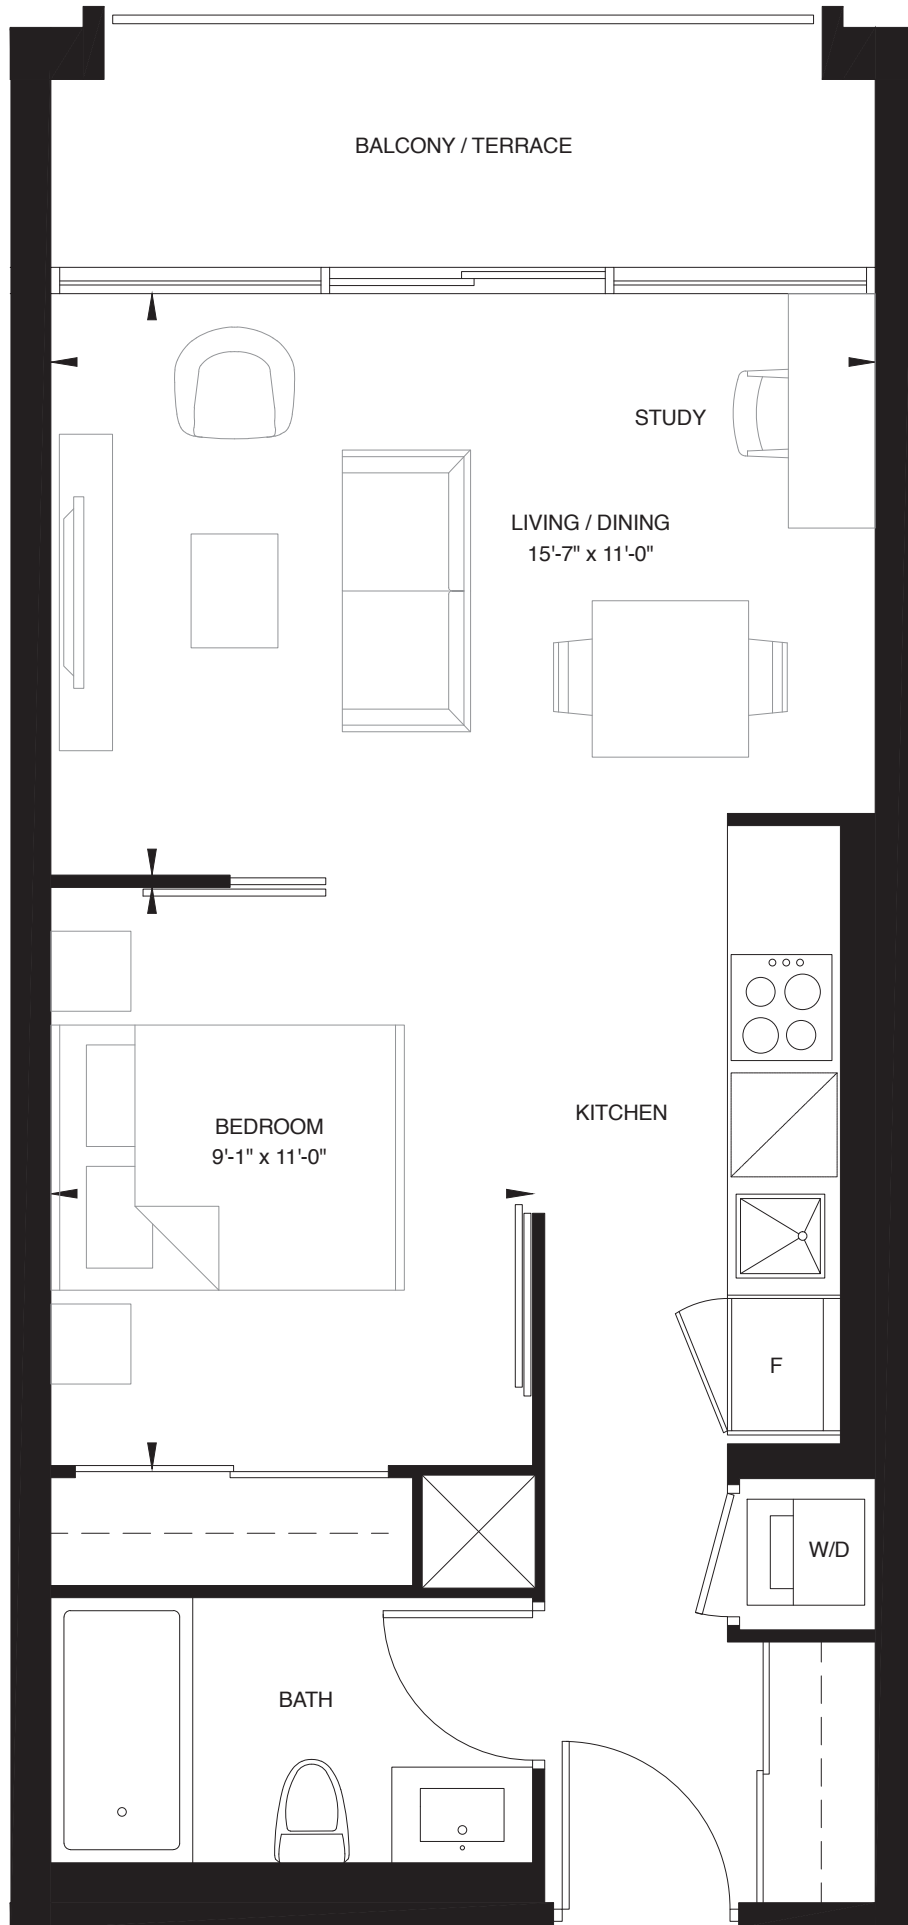 BALCONY / TERRACE
STUDY
LIVING / DINING
15'-7" x 11'-0"
KITCHEN
BEDROOM
9'-1" x 11'-0"
F
W/D
BATH